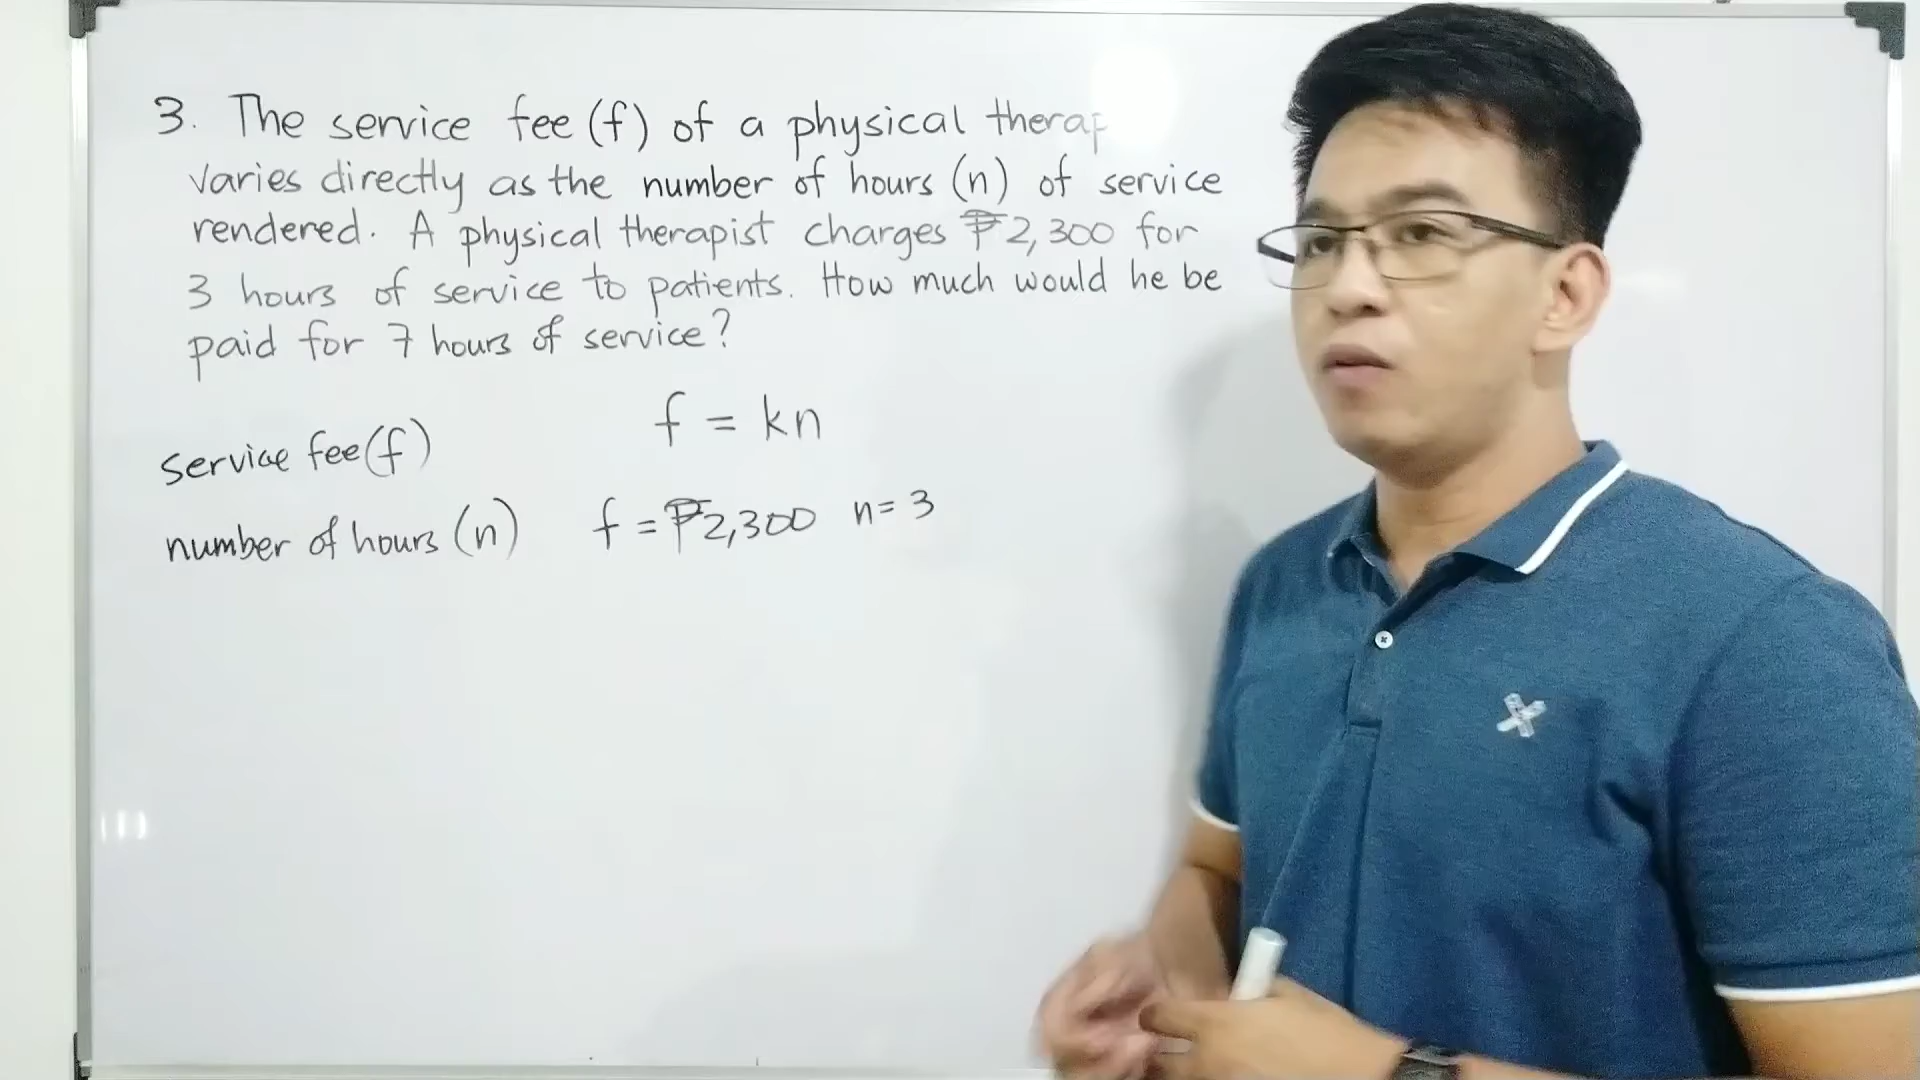 3. The service fee (f) of a physical
varies directly as the number of hours (n) of service
rendered. A physical therapist charges ₱2,300 for
3 hours of service to patients. How much would he be
paid for 7 hours of service?
f = kn
service fee (f)
f = ₱2,300 n = 3
number of hours (n)